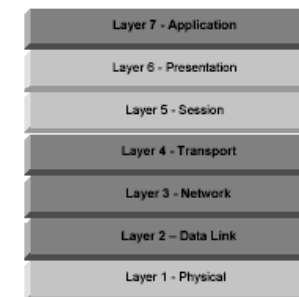 Layer 7 - Application
Layer 6 - Presentation
Layer 5 - Session
Layer 4 - Transport
Layer 3 - Network
Layer 2 – Data Link
Layer 1 - Physical